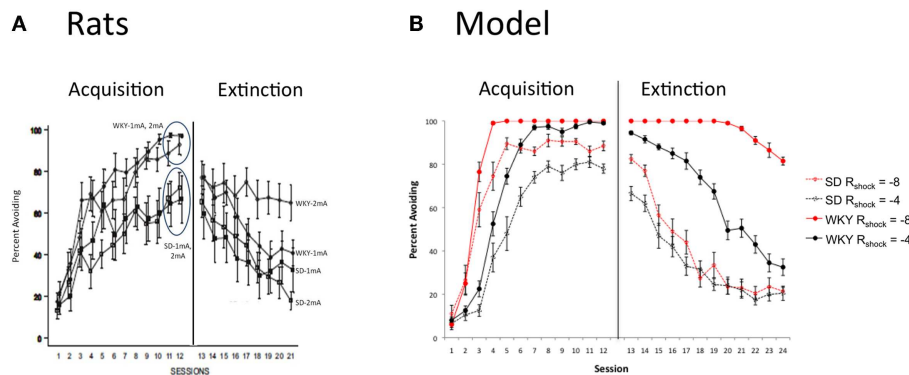 A Rats
Acquisition Extinction
WKY-1mA, 2mA
Percent Avoiding
100
80
60
40
20
0
WKY-2mA
WKY-1mA
SD-1mA
SD-2mA
SD-1mA,
2mA
1 2 3 4 5 6 7 8 9 10 11 12 13 14 15 16 17 18 19 20 21
SESSIONS
B Model
Acquisition Extinction
Percent Avoiding
100
80
60
40
20
0
1 2 3 4 5 6 7 8 9 10 11 12 13 14 15 16 17 18 19 20 21 22 23 24
Session
SD Rshock = -8
SD Rshock = -4
WKY Rshock = -8
WKY Rshock = -4